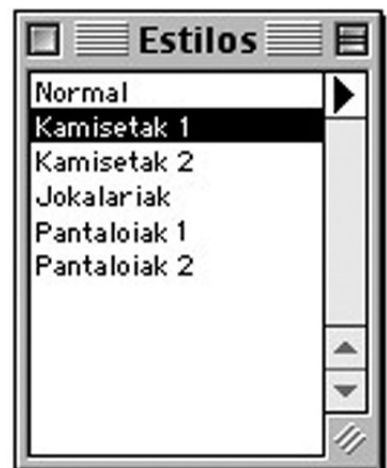 Estilos
Normal
Kamisetak 1
Kamisetak 2
Jokalariak
Pantaloiak 1
Pantaloiak 2